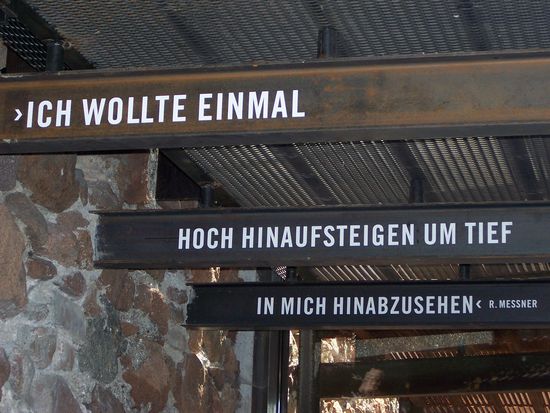 ›ICH WOLLTE EINMAL
HOCH HINAUFSTEIGEN UM TIEF
IN MICH HINABZUSEHEN‹ R. MESSNER